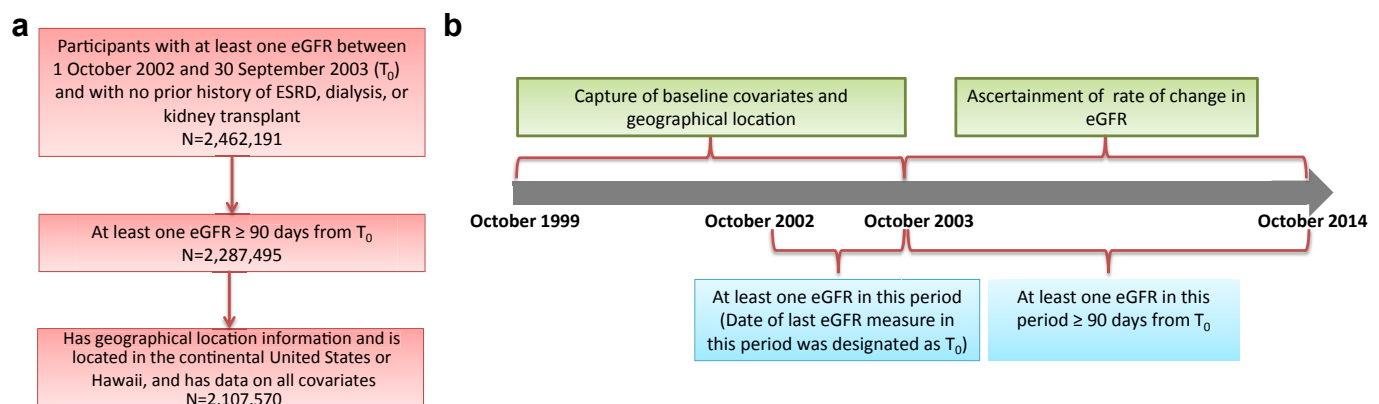 a
Participants with at least one eGFR between
1 October 2002 and 30 September 2003 (T₀)
and with no prior history of ESRD, dialysis, or
kidney transplant
N=2,462,191
At least one eGFR ≥ 90 days from T₀
N=2,287,495
Has geographical location information and is
located in the continental United States or
Hawaii, and has data on all covariates
N=2,107,570
b
Capture of baseline covariates and
geographical location
Ascertainment of rate of change in
eGFR
October 1999
October 2002
October 2003
October 2014
At least one eGFR in this period
(Date of last eGFR measure in
this period was designated as T₀)
At least one eGFR in this
period ≥ 90 days from T₀